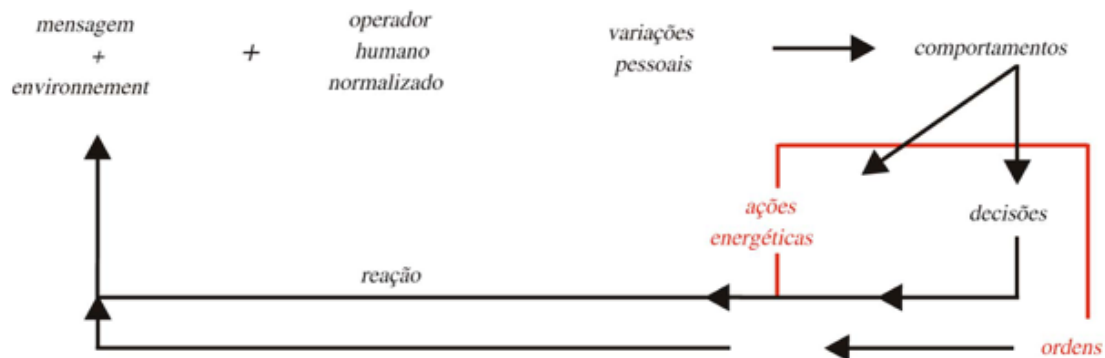 mensagem
+
environnement
+
operador
humano
normalizado
variações
pessoais
comportamentos
ações
energéticas
decisões
reação
ordens